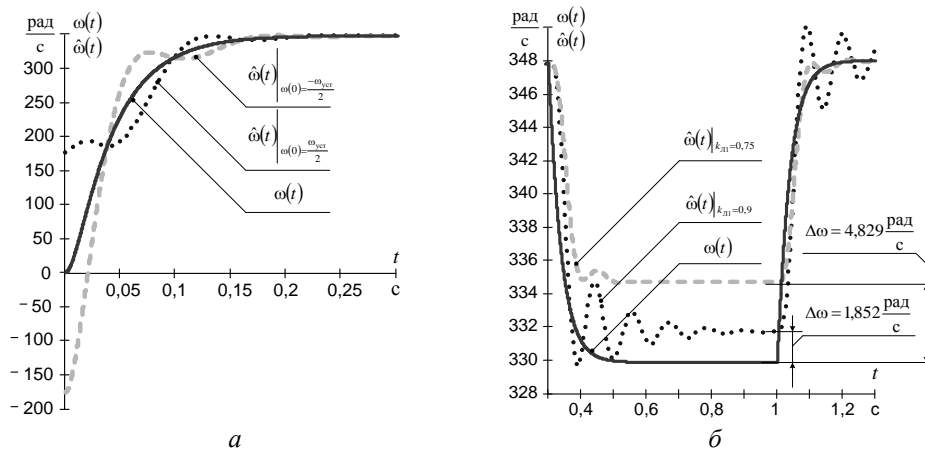 рад/с
ω(t)
ω̂(t)
300
250
200
150
100
50
0
−50
−100
−150
−200
0,05 0,1 0,15 0,2 0,25 0,3
t
с
ω̂(t)|ω(0)=−ωуст/2
ω̂(t)|ω(0)=ωуст/2
ω(t)
а
рад/с
ω(t)
ω̂(t)
348
346
344
342
340
338
336
334
332
330
328
0,4 0,6 0,8 1 1,2 с
t
ω̂(t)|kл1=0,75
ω̂(t)|kл1=0,9
ω(t)
Δω = 4,829 рад/с
Δω = 1,852 рад/с
б